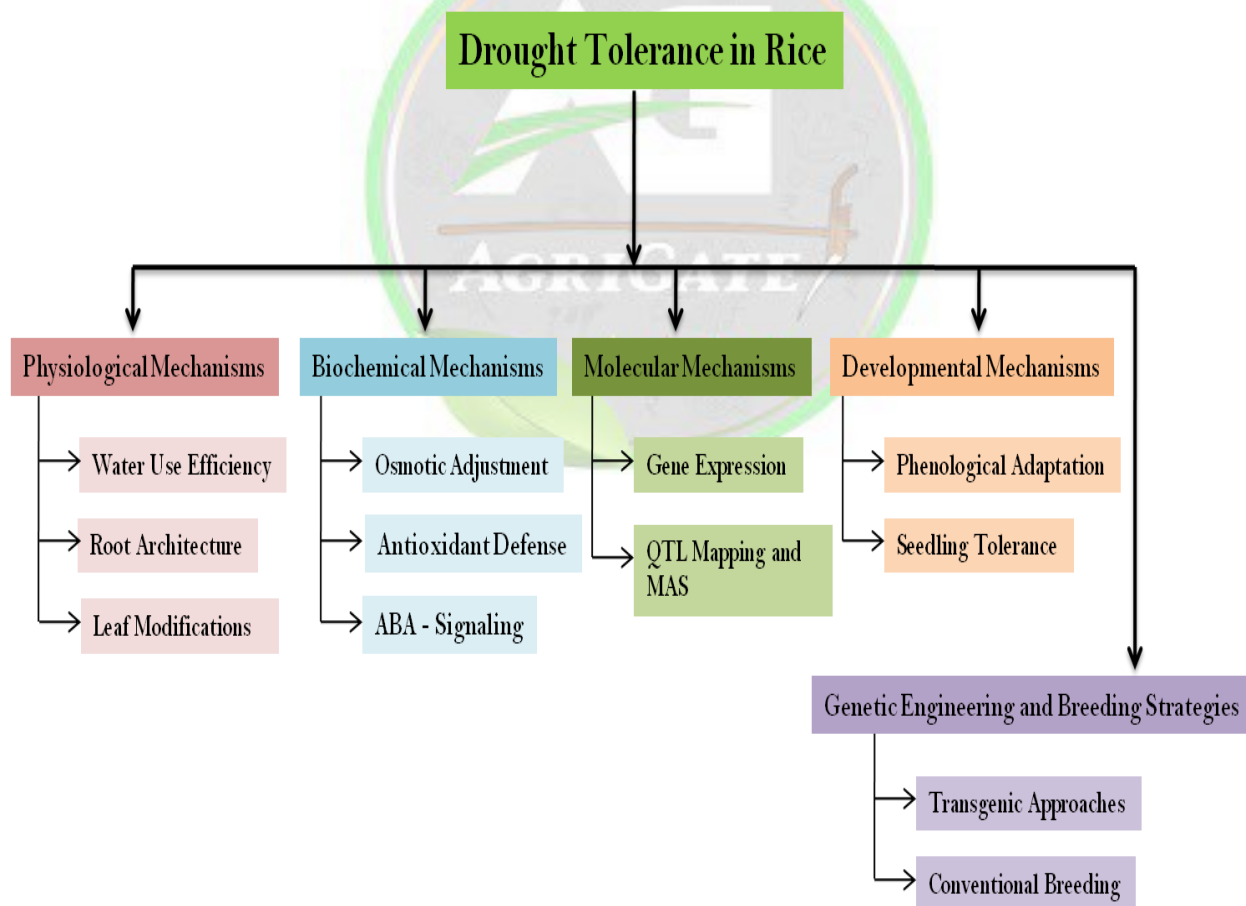 Drought Tolerance in Rice
AGRIGATE
Physiological Mechanisms
Biochemical Mechanisms
Molecular Mechanisms
Developmental Mechanisms
Water Use Efficiency
Root Architecture
Leaf Modifications
Osmotic Adjustment
Antioxidant Defense
ABA - Signaling
Gene Expression
QTL Mapping and
MAS
Phenological Adaptation
Seedling Tolerance
Genetic Engineering and Breeding Strategies
Transgenic Approaches
Conventional Breeding